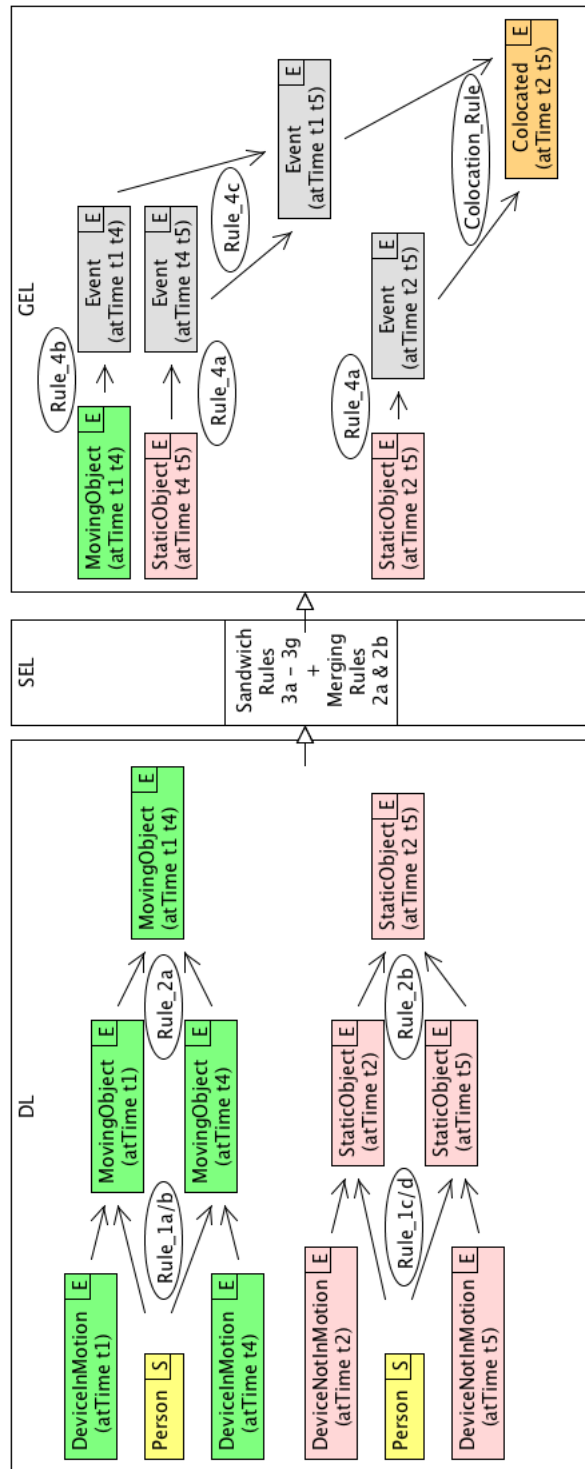 DL
DeviceInMotion E
(atTime t1)
Person S
DeviceInMotion E
(atTime t4)
Rule_1a/b
MovingObject E
(atTime t1)
MovingObject E
(atTime t4)
Rule_2a
MovingObject E
(atTime t1 t4)
DeviceNotInMotion E
(atTime t2)
Person S
DeviceNotInMotion E
(atTime t5)
Rule_1c/d
StaticObject E
(atTime t2)
StaticObject E
(atTime t5)
Rule_2b
StaticObject E
(atTime t2 t5)
SEL
Sandwich
Rules
3a - 3g
+
Merging
Rules
2a & 2b
GEL
MovingObject E
(atTime t1 t4)
Rule_4b
Event E
(atTime t1 t4)
StaticObject E
(atTime t4 t5)
Rule_4a
Event E
(atTime t4 t5)
Rule_4c
Event E
(atTime t1 t5)
StaticObject E
(atTime t2 t5)
Rule_4a
Event E
(atTime t2 t5)
Colocation_Rule
Colocated E
(atTime t2 t5)